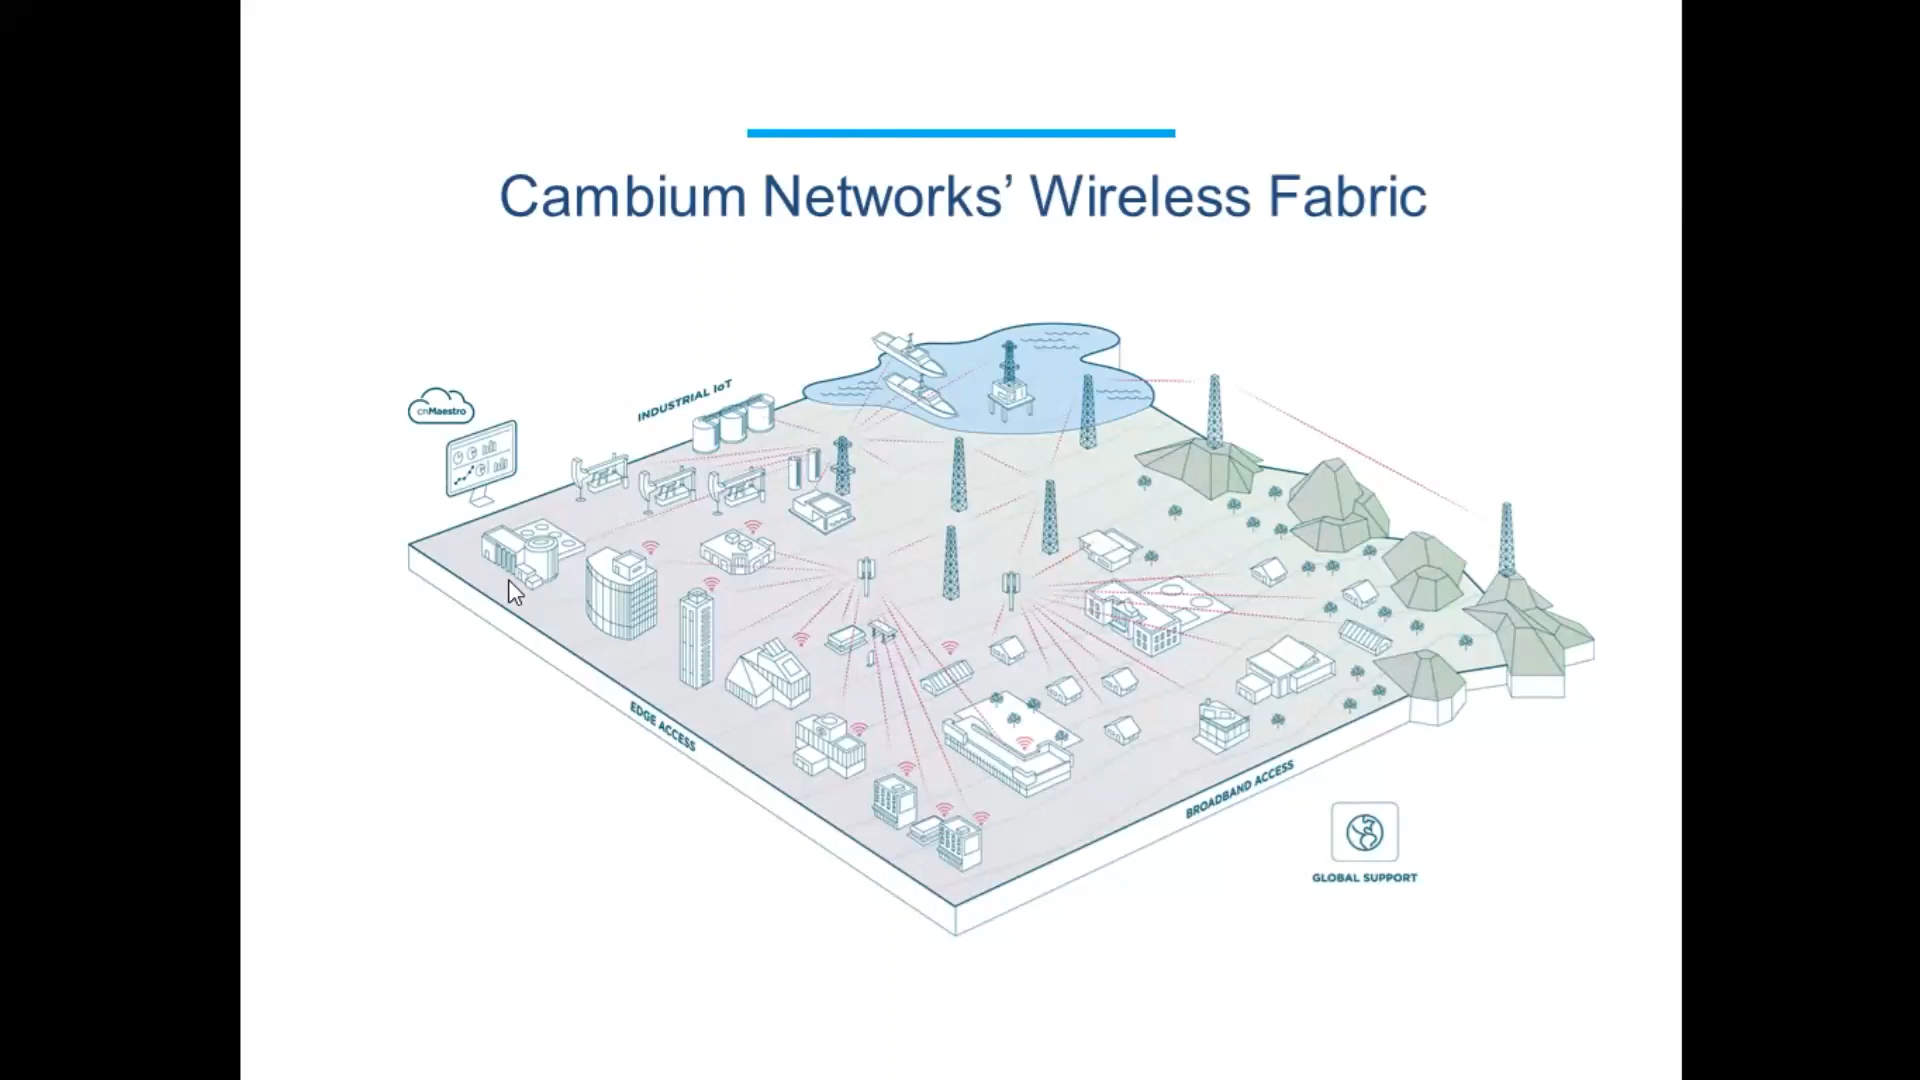 Cambium Networks’ Wireless Fabric
INDUSTRIAL IoT
cnMaestro
EDGE ACCESS
BROADBAND ACCESS
GLOBAL SUPPORT